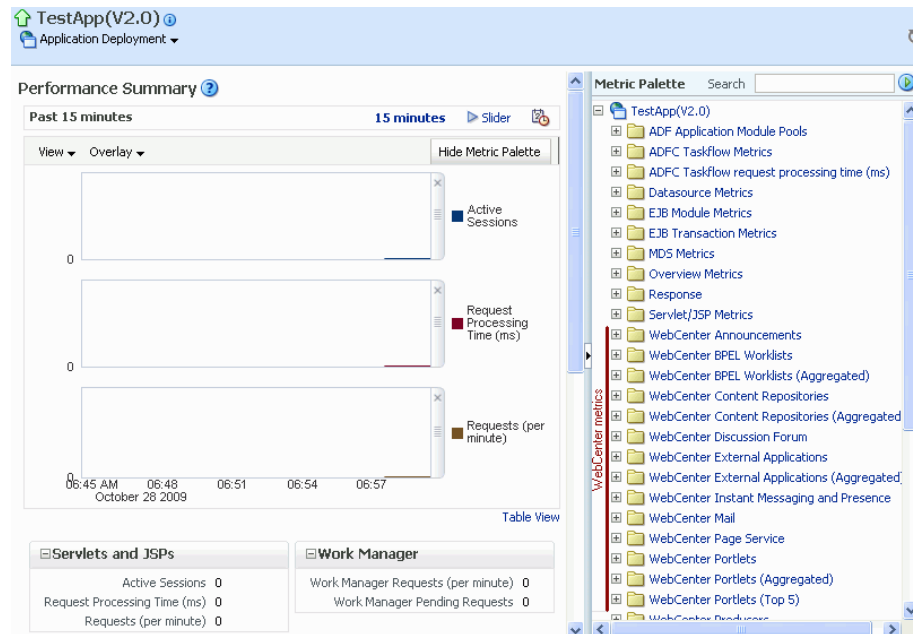 TestApp(V2.0)
Application Deployment
Performance Summary
Past 15 minutes
15 minutes
Slider
View
Overlay
Hide Metric Palette
Active
Sessions
0
Request
Processing
Time (ms)
0
Requests (per
minute)
0
06:45 AM 06:48 06:51 06:54 06:57
October 28 2009
Table View
Servlets and JSPs
Active Sessions 0
Request Processing Time (ms) 0
Requests (per minute) 0
Work Manager
Work Manager Requests (per minute) 0
Work Manager Pending Requests 0
Metric Palette
Search
TestApp(V2.0)
ADF Application Module Pools
ADFC Taskflow Metrics
ADFC Taskflow request processing time (ms)
Datasource Metrics
EJB Module Metrics
EJB Transaction Metrics
MDS Metrics
Overview Metrics
Response
Servlet/JSP Metrics
WebCenter metrics
WebCenter Announcements
WebCenter BPEL Worklists
WebCenter BPEL Worklists (Aggregated)
WebCenter Content Repositories
WebCenter Content Repositories (Aggregated
WebCenter Discussion Forum
WebCenter External Applications
WebCenter External Applications (Aggregated
WebCenter Instant Messaging and Presence
WebCenter Mail
WebCenter Page Service
WebCenter Portlets
WebCenter Portlets (Aggregated)
WebCenter Portlets (Top 5)
WebCenter Producers